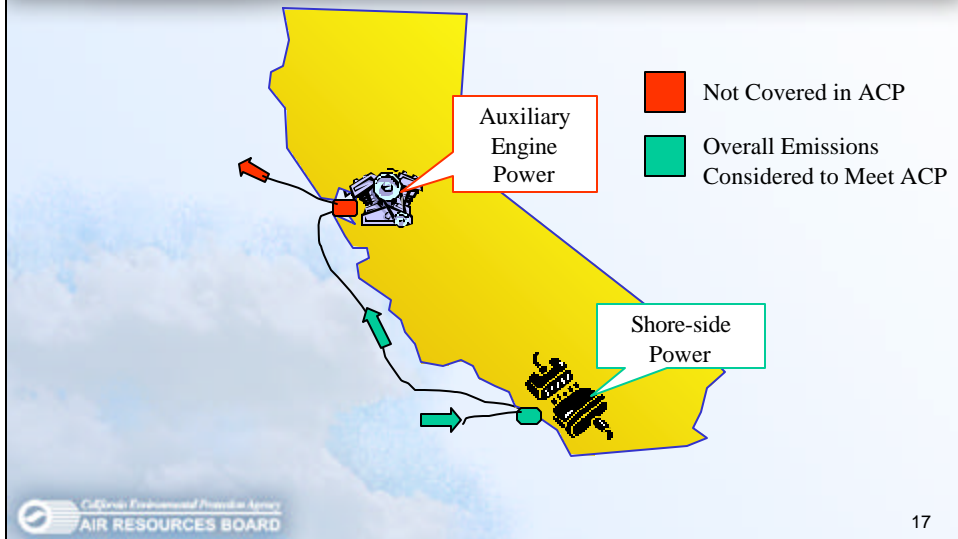 Auxiliary
Engine
Power
Not Covered in ACP
Overall Emissions
Considered to Meet ACP
Shore-side
Power
California Environmental Protection Agency
AIR RESOURCES BOARD
17